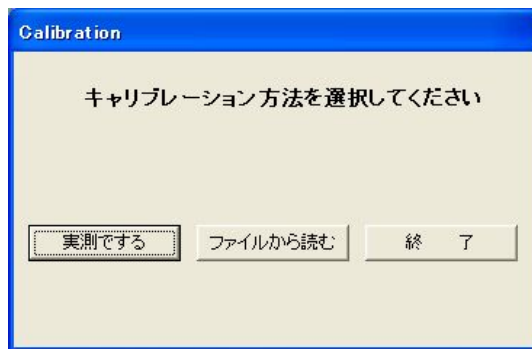 Calibration
キャリブレーション方法を選択してください
実測でする ファイルから読む 終　了